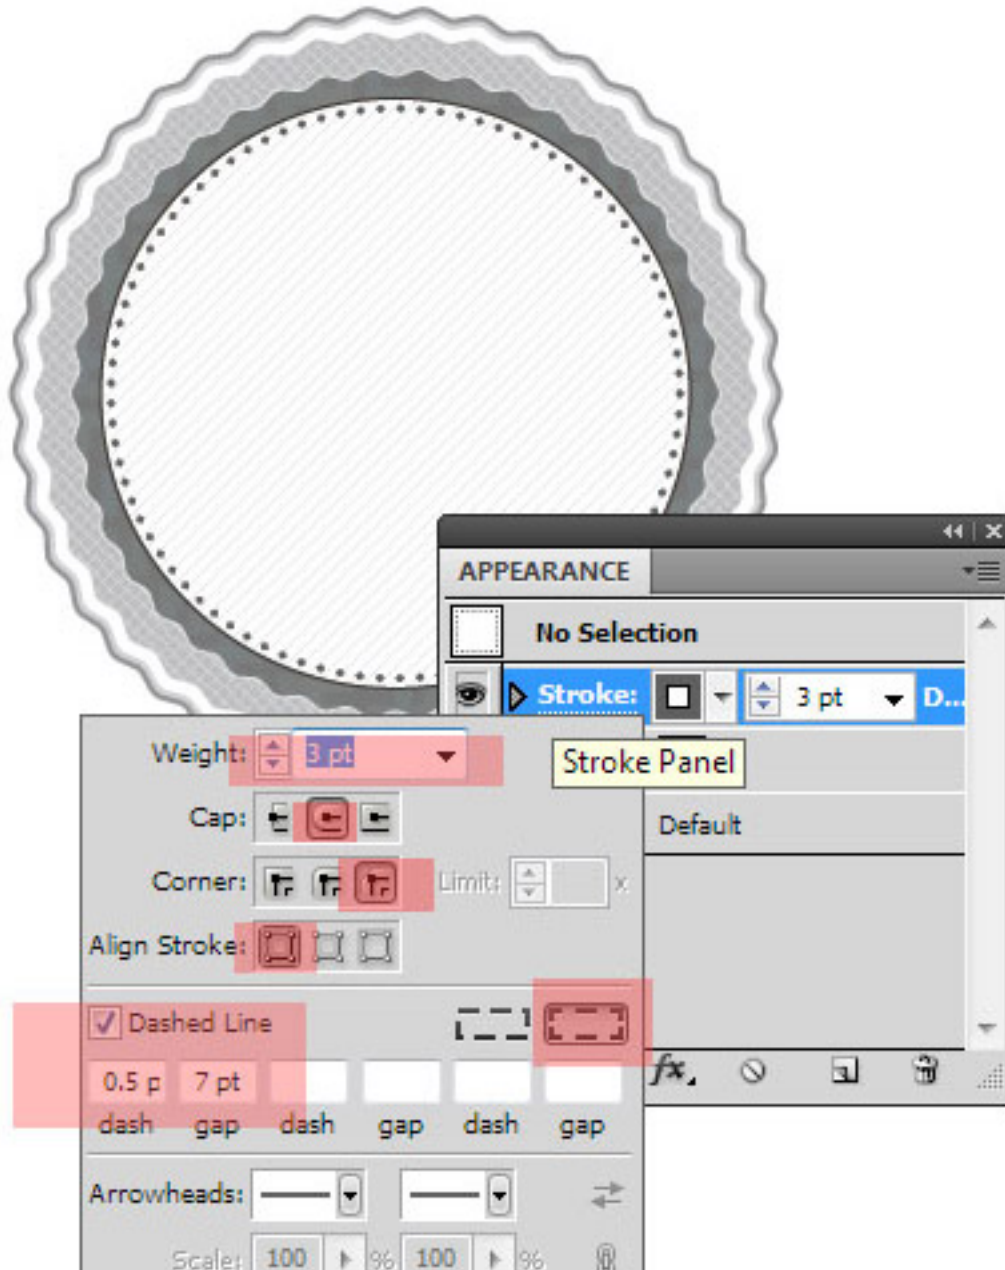 APPEARANCE
No Selection
Stroke: 3 pt D...
Weight: 3 pt
Stroke Panel
Cap:
Default
Corner: Limit: x
Align Stroke:
Dashed Line
0.5 p 7 pt
dash gap dash gap dash gap
fx.
Arrowheads:
Scale: 100 % 100 %